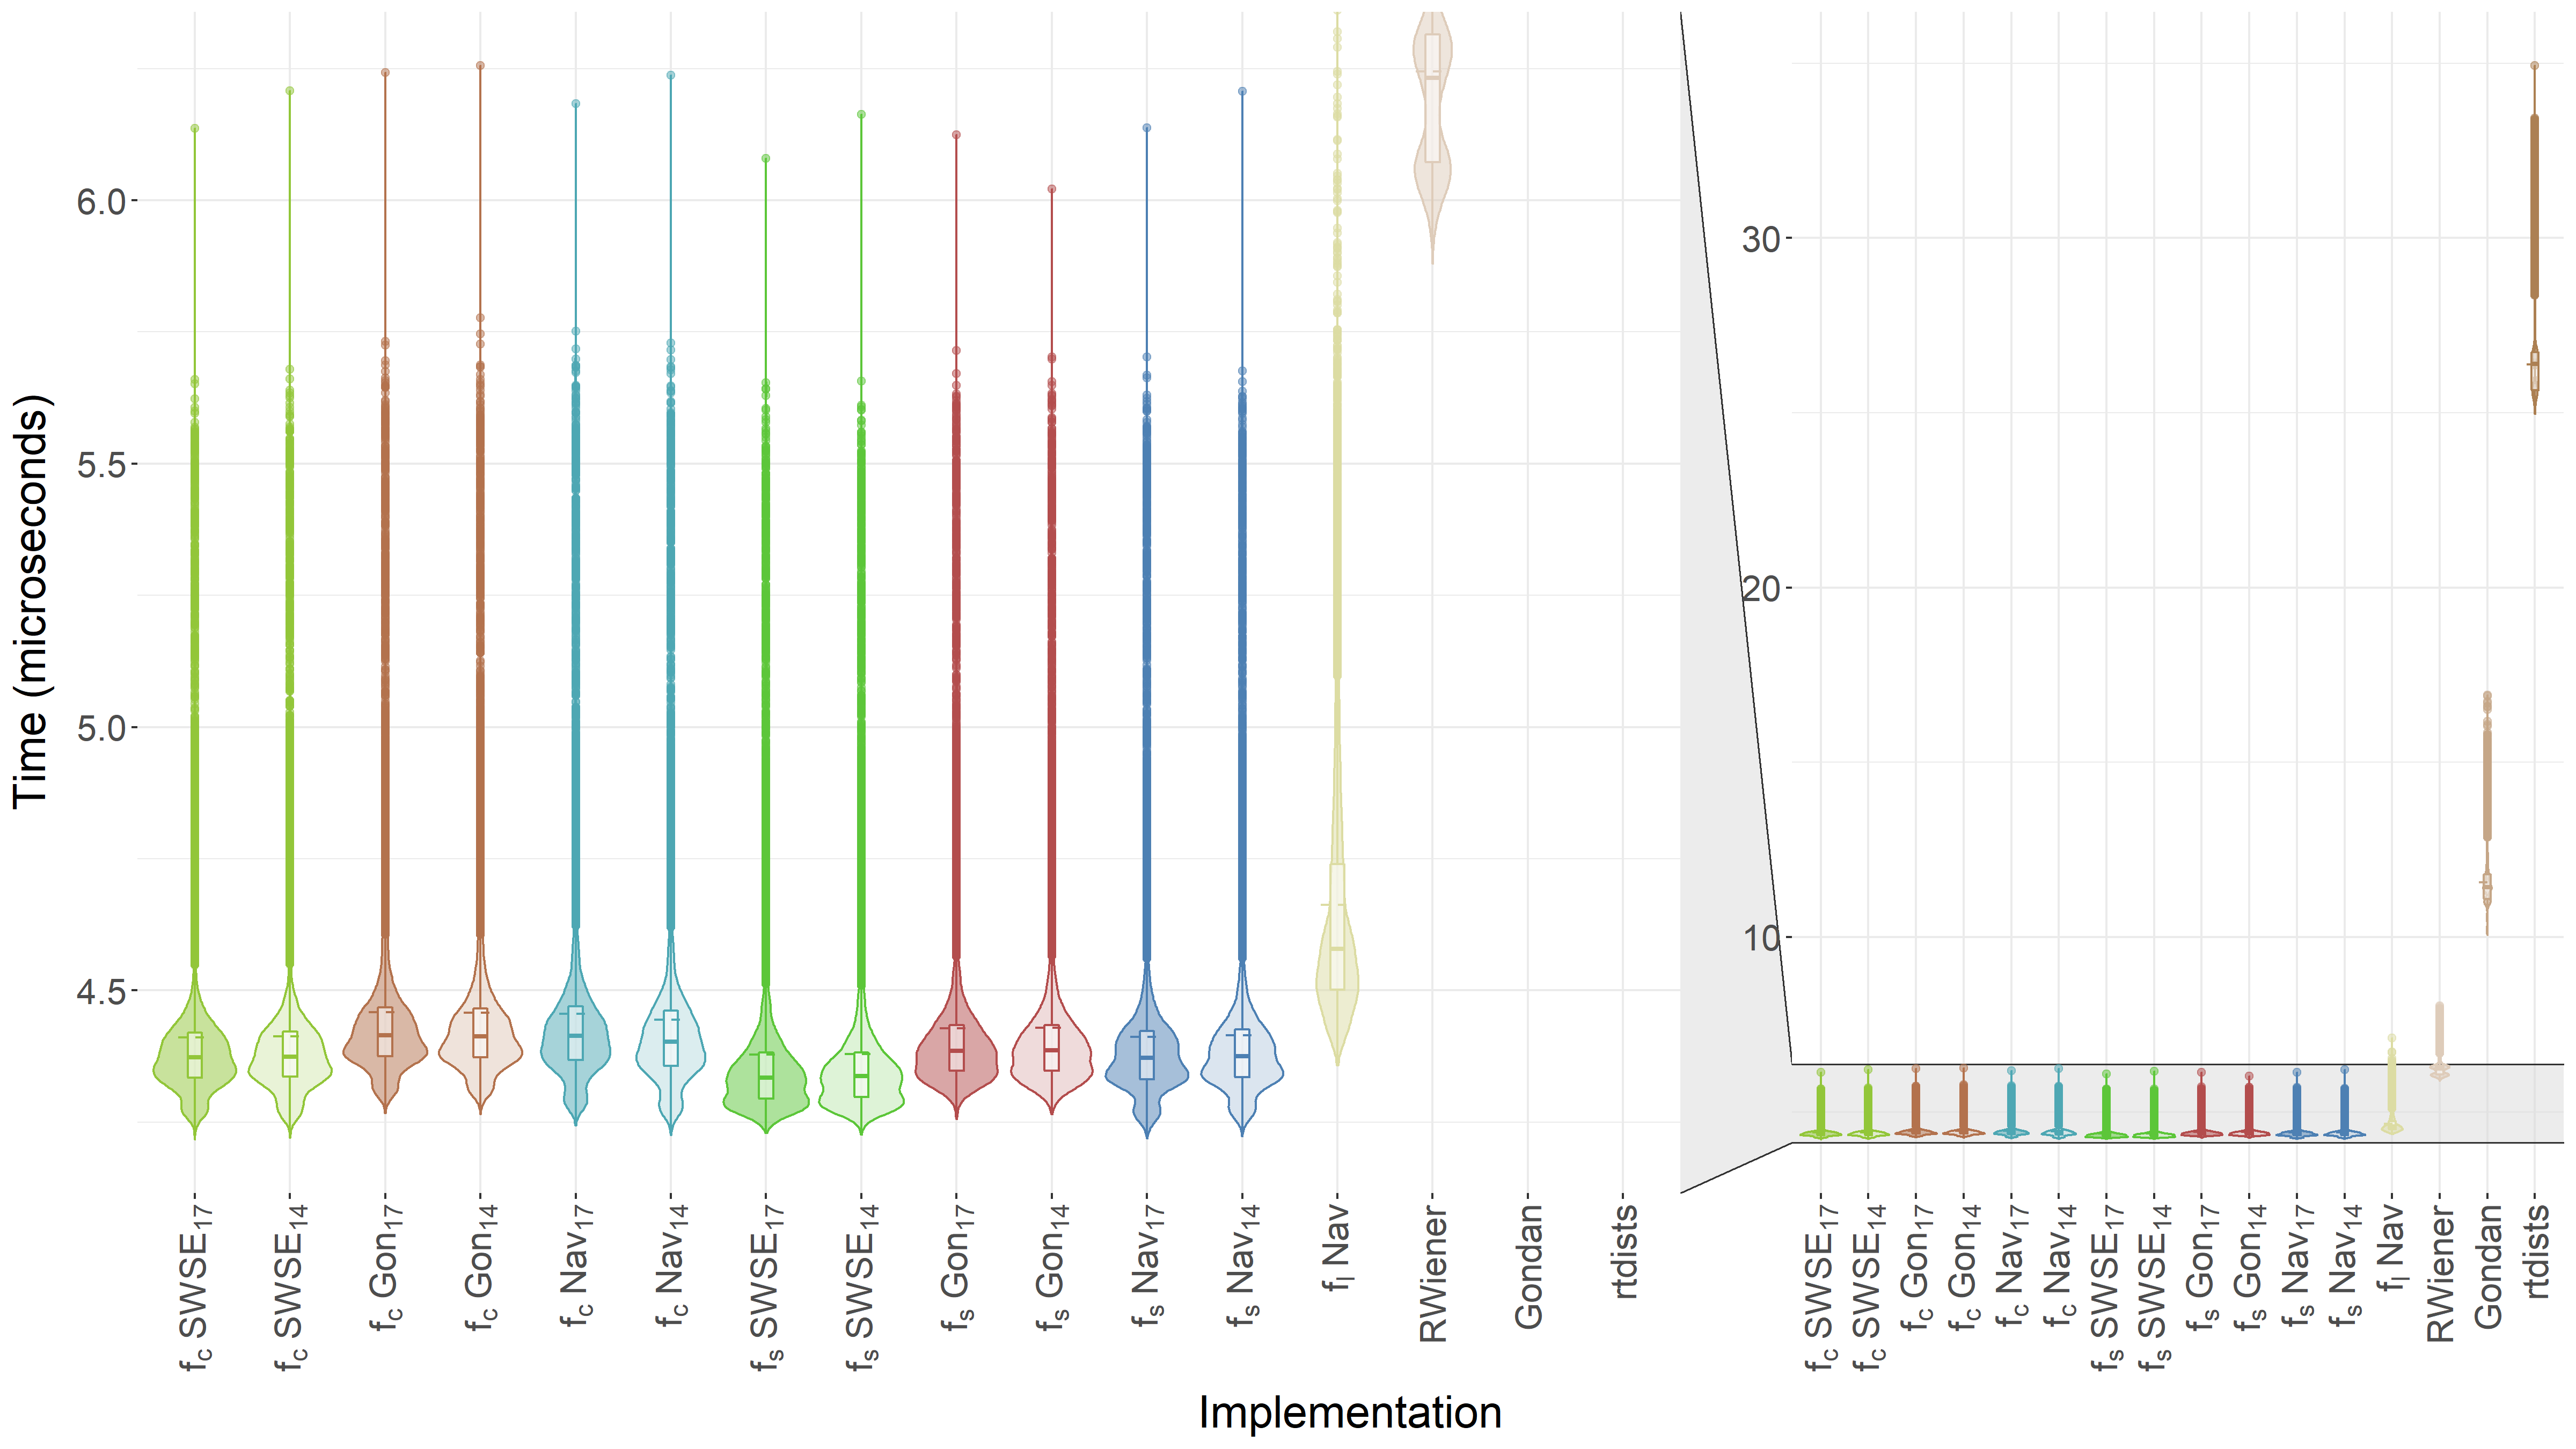 Time (microseconds)
6.0
5.5
5.0
4.5
30
20
10
f_c SWSE_17
f_c SWSE_14
f_c Gon_17
f_c Gon_14
f_c Nav_17
f_c Nav_14
f_s SWSE_17
f_s SWSE_14
f_s Gon_17
f_s Gon_14
f_s Nav_17
f_s Nav_14
f_l Nav
RWiener
Gondan
rtdists
f_c SWSE_17
f_c SWSE_14
f_c Gon_17
f_c Gon_14
f_c Nav_17
f_c Nav_14
f_s SWSE_17
f_s SWSE_14
f_s Gon_17
f_s Gon_14
f_s Nav_17
f_s Nav_14
f_l Nav
RWiener
Gondan
rtdists
Implementation